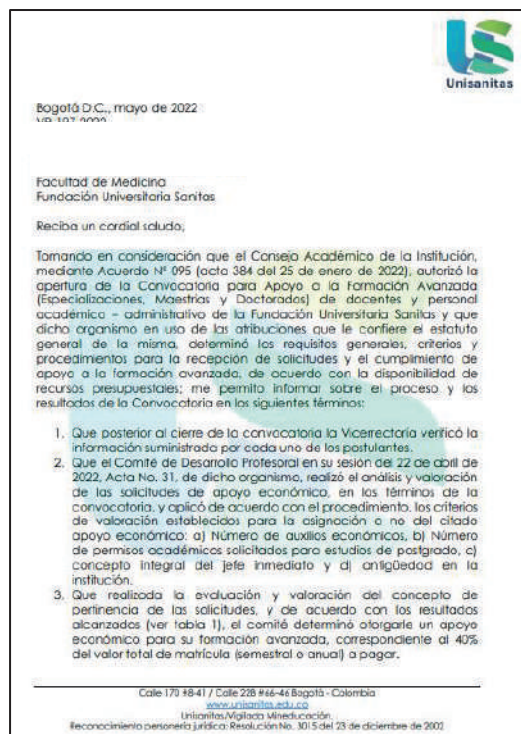 Unisanitas
Bogotá D.C., mayo de 2022
VR-197-2022
Facultad de Medicina
Fundación Universitaria Sanitas
Reciba un cordial saludo,
Tomando en consideración que el Consejo Académico de la Institución,
mediante Acuerdo Nº 095 (acta 384 del 25 de enero de 2022), autorizó la
apertura de la Convocatoria para Apoyo a la Formación Avanzada
(Especializaciones, Maestrías y Doctorados) de docentes y personal
académico – administrativo de la Fundación Universitaria Sanitas y que
dicho organismo en uso de las atribuciones que le confiere el estatuto
general de la misma, determinó los requisitos generales, criterios y
procedimientos para la recepción de solicitudes y el cumplimiento de
apoyo a la formación avanzada, de acuerdo con la disponibilidad de
recursos presupuestales; me permito informar sobre el proceso y los
resultados de la Convocatoria en los siguientes términos:
1. Que posterior al cierre de la convocatoria la Vicerrectoría verificó la
información suministrada por cada uno de los postulantes.
2. Que el Comité de Desarrollo Profesoral en su sesión del 22 de abril de
2022, Acta No. 31, de dicho organismo, realizó el análisis y valoración
de las solicitudes de apoyo económico, en los términos de la
convocatoria, y aplicó de acuerdo con el procedimiento, los criterios
de valoración establecidos para la asignación o no del citado
apoyo económico: a) Número de auxilios económicos, b) Número
de permisos académicos solicitados para estudios de postgrado, c)
concepto integral del jefe inmediato y d) antigüedad en la
institución.
3. Que realizada la evaluación y valoración del concepto de
pertinencia de las solicitudes, y de acuerdo con los resultados
alcanzados (ver tabla 1), el comité determinó otorgarle un apoyo
económico para su formación avanzada, correspondiente al 40%
del valor total de matrícula (semestral o anual) a pagar.
Calle 170 #8-41 / Calle 22B #66-46 Bogotá - Colombia
www.unisanitas.edu.co
Unisanitas/Vigilada Mineducación.
Reconocimiento personería jurídica: Resolución No. 3015 del 23 de diciembre de 2002